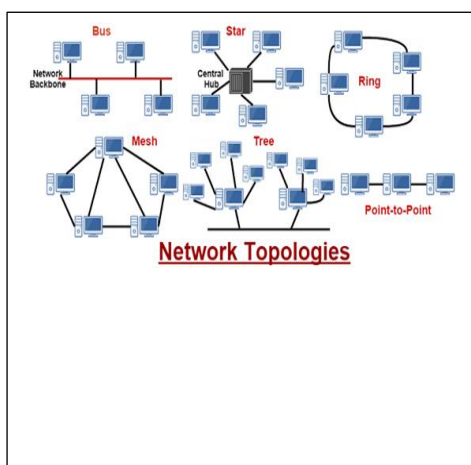 Bus
Network
Backbone
Star
Central
Hub
Ring
Mesh
Tree
Point-to-Point
Network Topologies